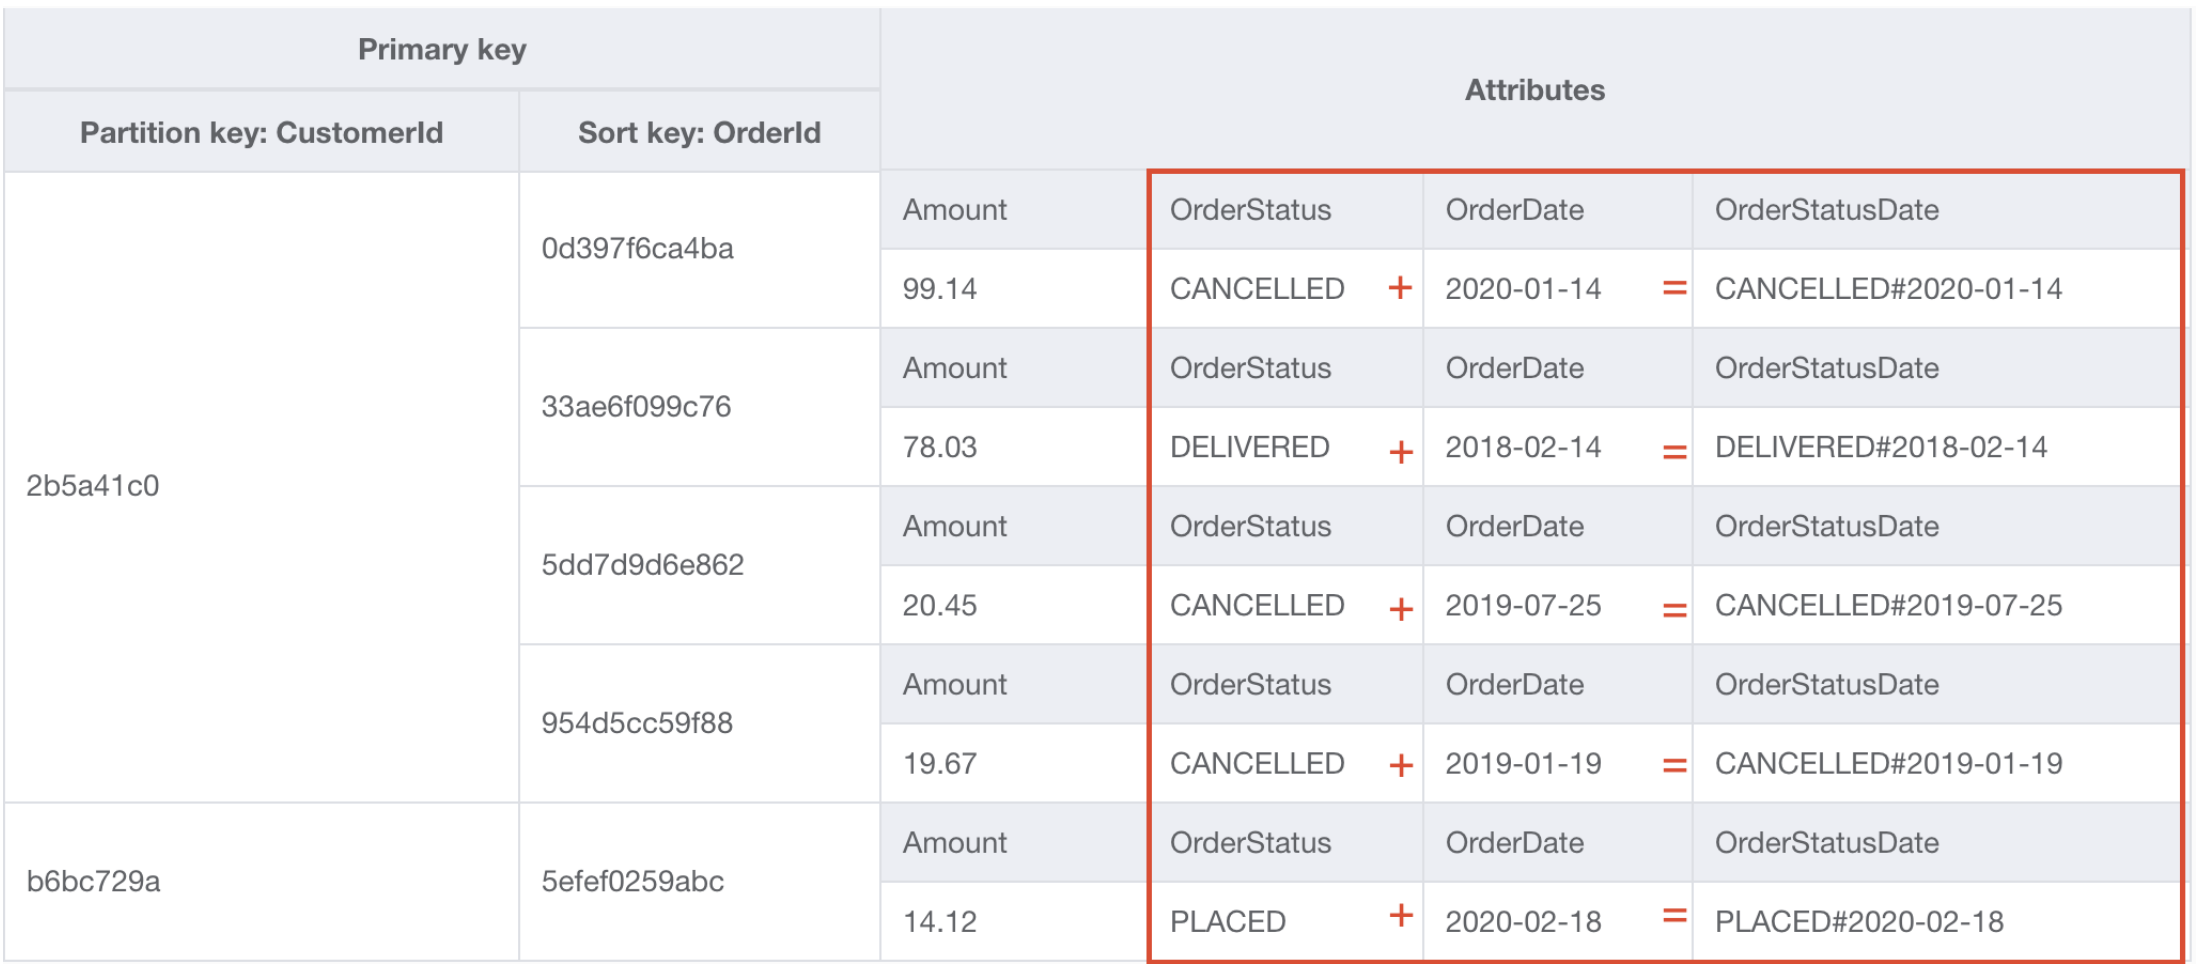 Primary key
Attributes
Partition key: CustomerId
Sort key: OrderId
2b5a41c0
0d397f6ca4ba
Amount
OrderStatus
OrderDate
OrderStatusDate
99.14
CANCELLED
+
2020-01-14
=
CANCELLED#2020-01-14
33ae6f099c76
Amount
OrderStatus
OrderDate
OrderStatusDate
78.03
DELIVERED
+
2018-02-14
=
DELIVERED#2018-02-14
5dd7d9d6e862
Amount
OrderStatus
OrderDate
OrderStatusDate
20.45
CANCELLED
+
2019-07-25
=
CANCELLED#2019-07-25
954d5cc59f88
Amount
OrderStatus
OrderDate
OrderStatusDate
19.67
CANCELLED
+
2019-01-19
=
CANCELLED#2019-01-19
b6bc729a
5efef0259abc
Amount
OrderStatus
OrderDate
OrderStatusDate
14.12
PLACED
+
2020-02-18
=
PLACED#2020-02-18